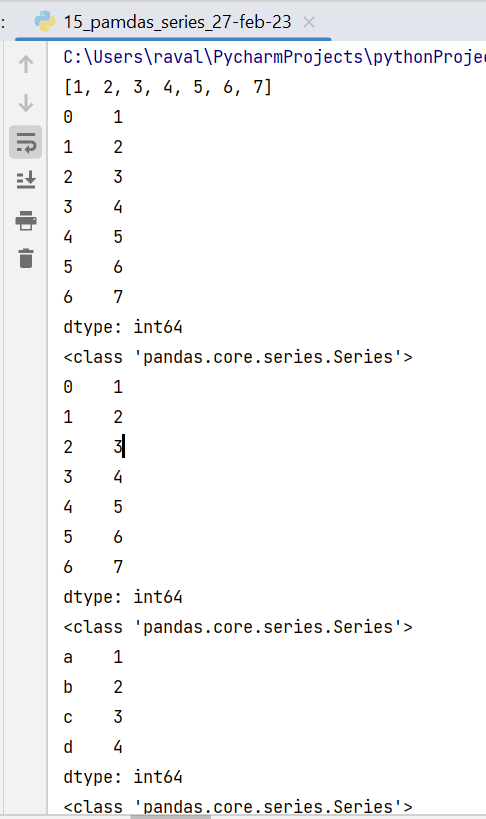 :
15_pamdas_series_27-feb-23
C:\Users\raval\PycharmProjects\pythonProjec
[1, 2, 3, 4, 5, 6, 7]
0    1
1    2
2    3
3    4
4    5
5    6
6    7
dtype: int64
<class 'pandas.core.series.Series'>
0    1
1    2
2    3
3    4
4    5
5    6
6    7
dtype: int64
<class 'pandas.core.series.Series'>
a    1
b    2
c    3
d    4
dtype: int64
<class 'pandas.core.series.Series'>